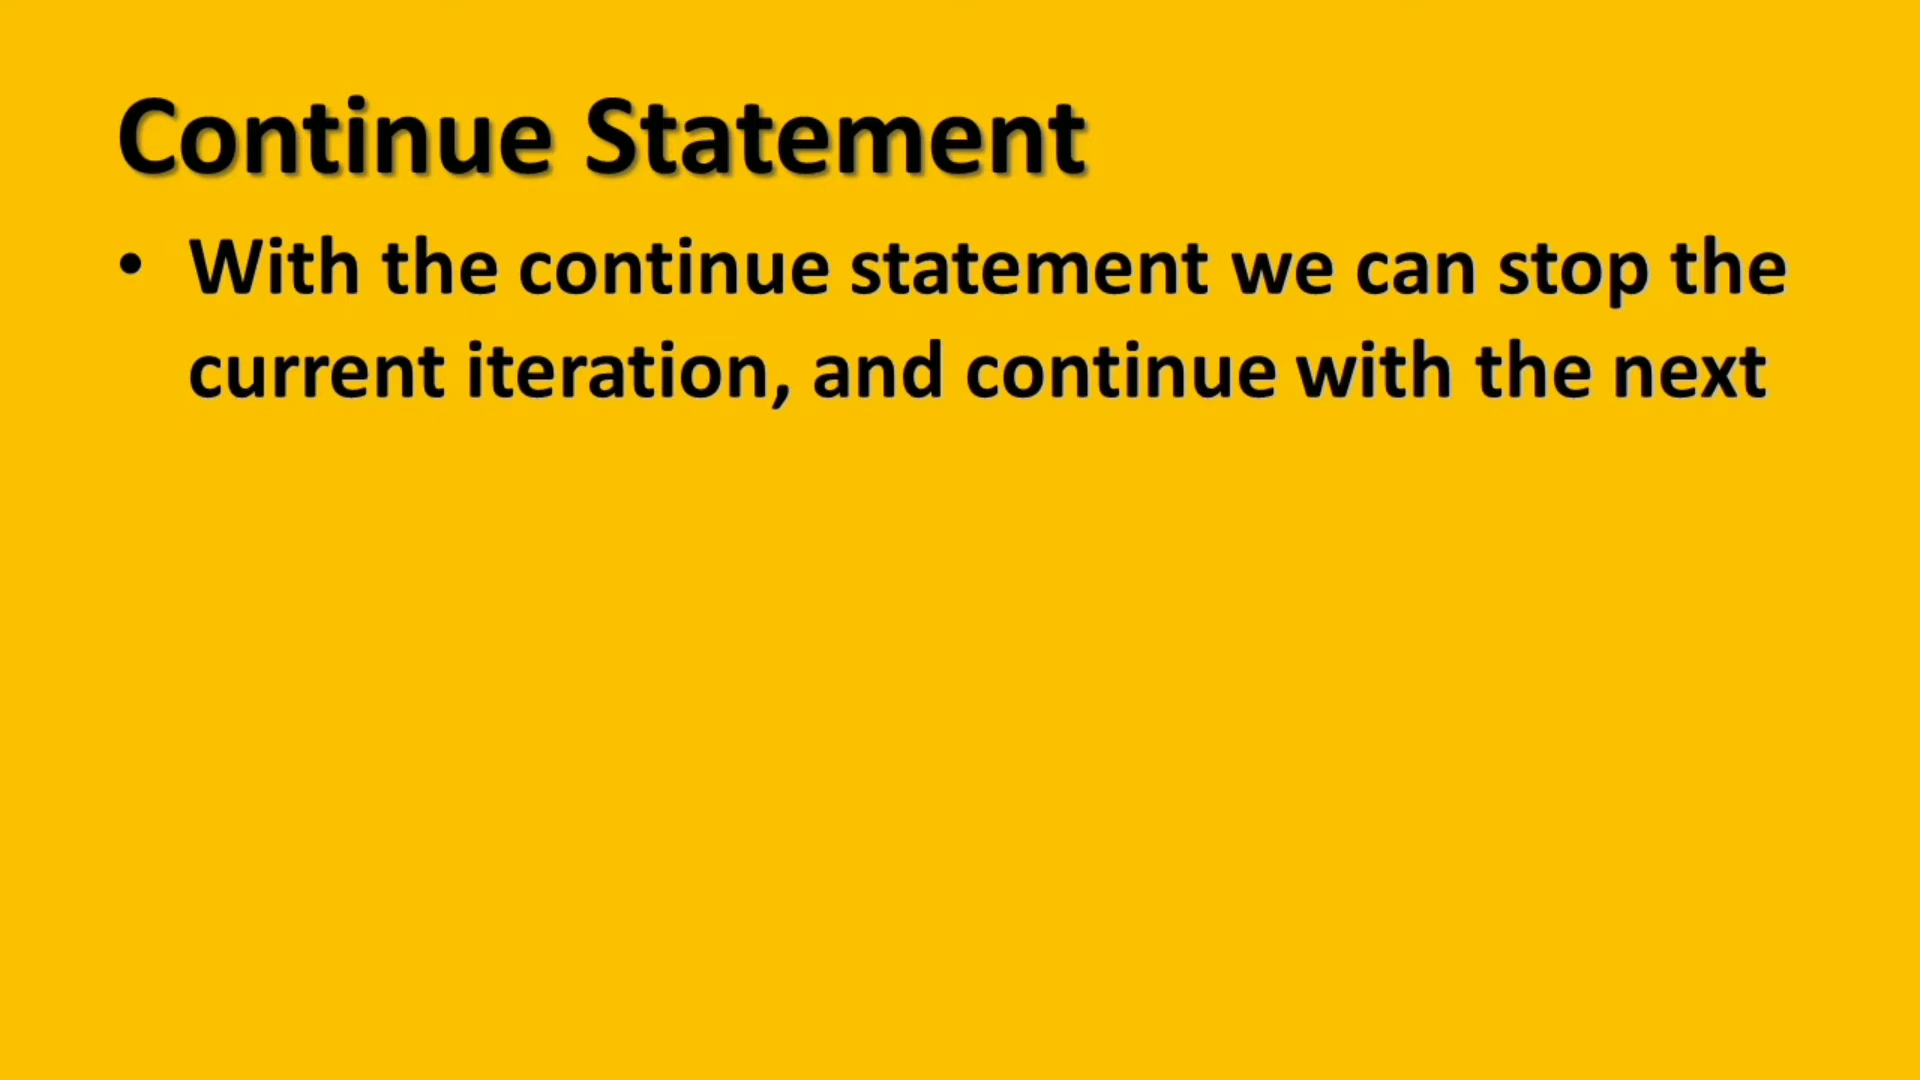 Continue Statement
• With the continue statement we can stop the
current iteration, and continue with the next